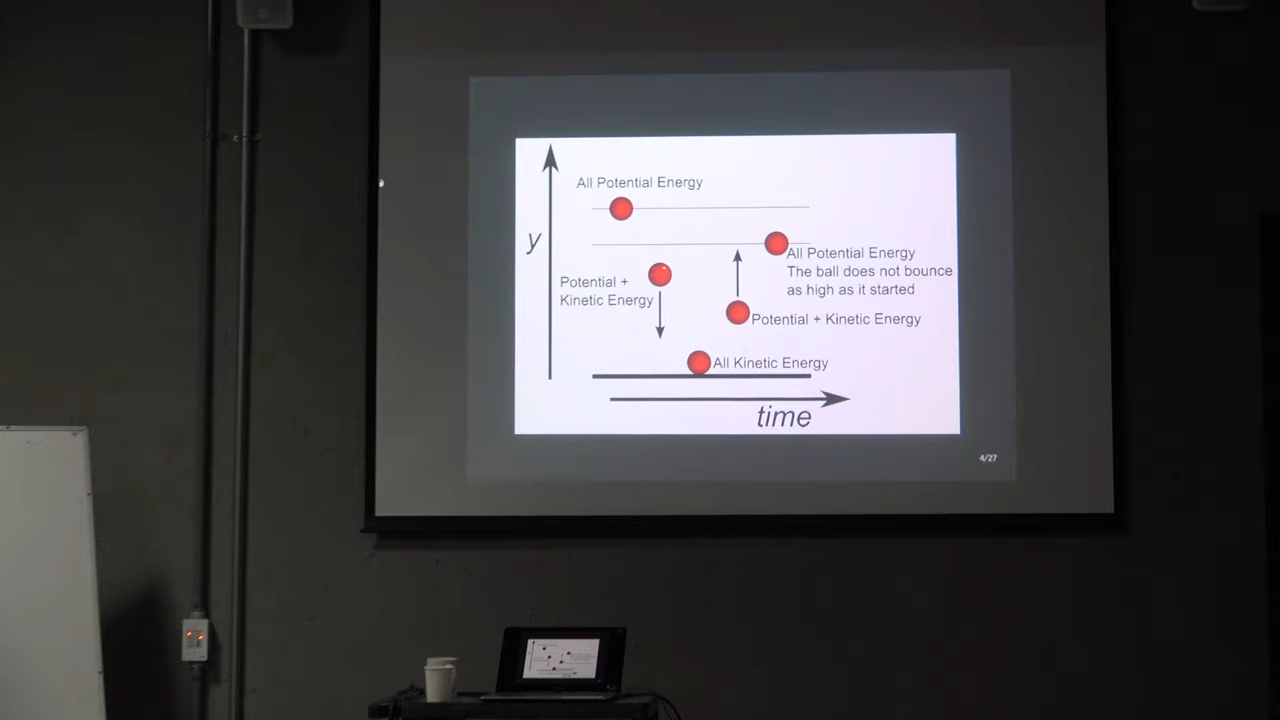 All Potential Energy
y
All Potential Energy
The ball does not bounce
as high as it started
Potential +
Kinetic Energy
Potential + Kinetic Energy
All Kinetic Energy
time
4/27